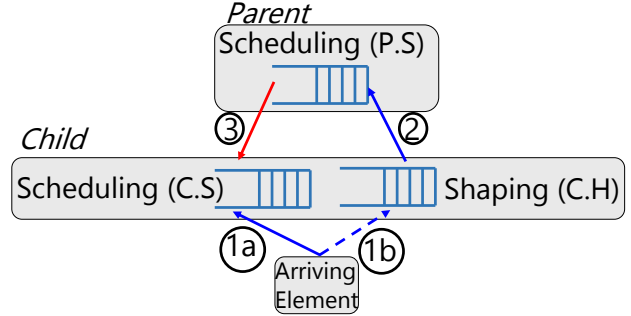 Parent
Scheduling (P.S)
3
2
Child
Scheduling (C.S)
Shaping (C.H)
1a
1b
Arriving
Element